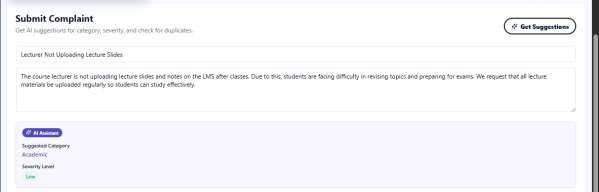 Submit Complaint
Get AI suggestions for category, severity, and check for duplicates.
Get Suggestions
Lecturer Not Uploading Lecture Slides
The course lecturer is not uploading lecture slides and notes on the LMS after classes. Due to this, students are facing difficulty in revising topics and preparing for exams. We request that all lecture
materials be uploaded regularly so students can study effectively.
AI Assistant
Suggested Category
Academic
Severity Level
Low